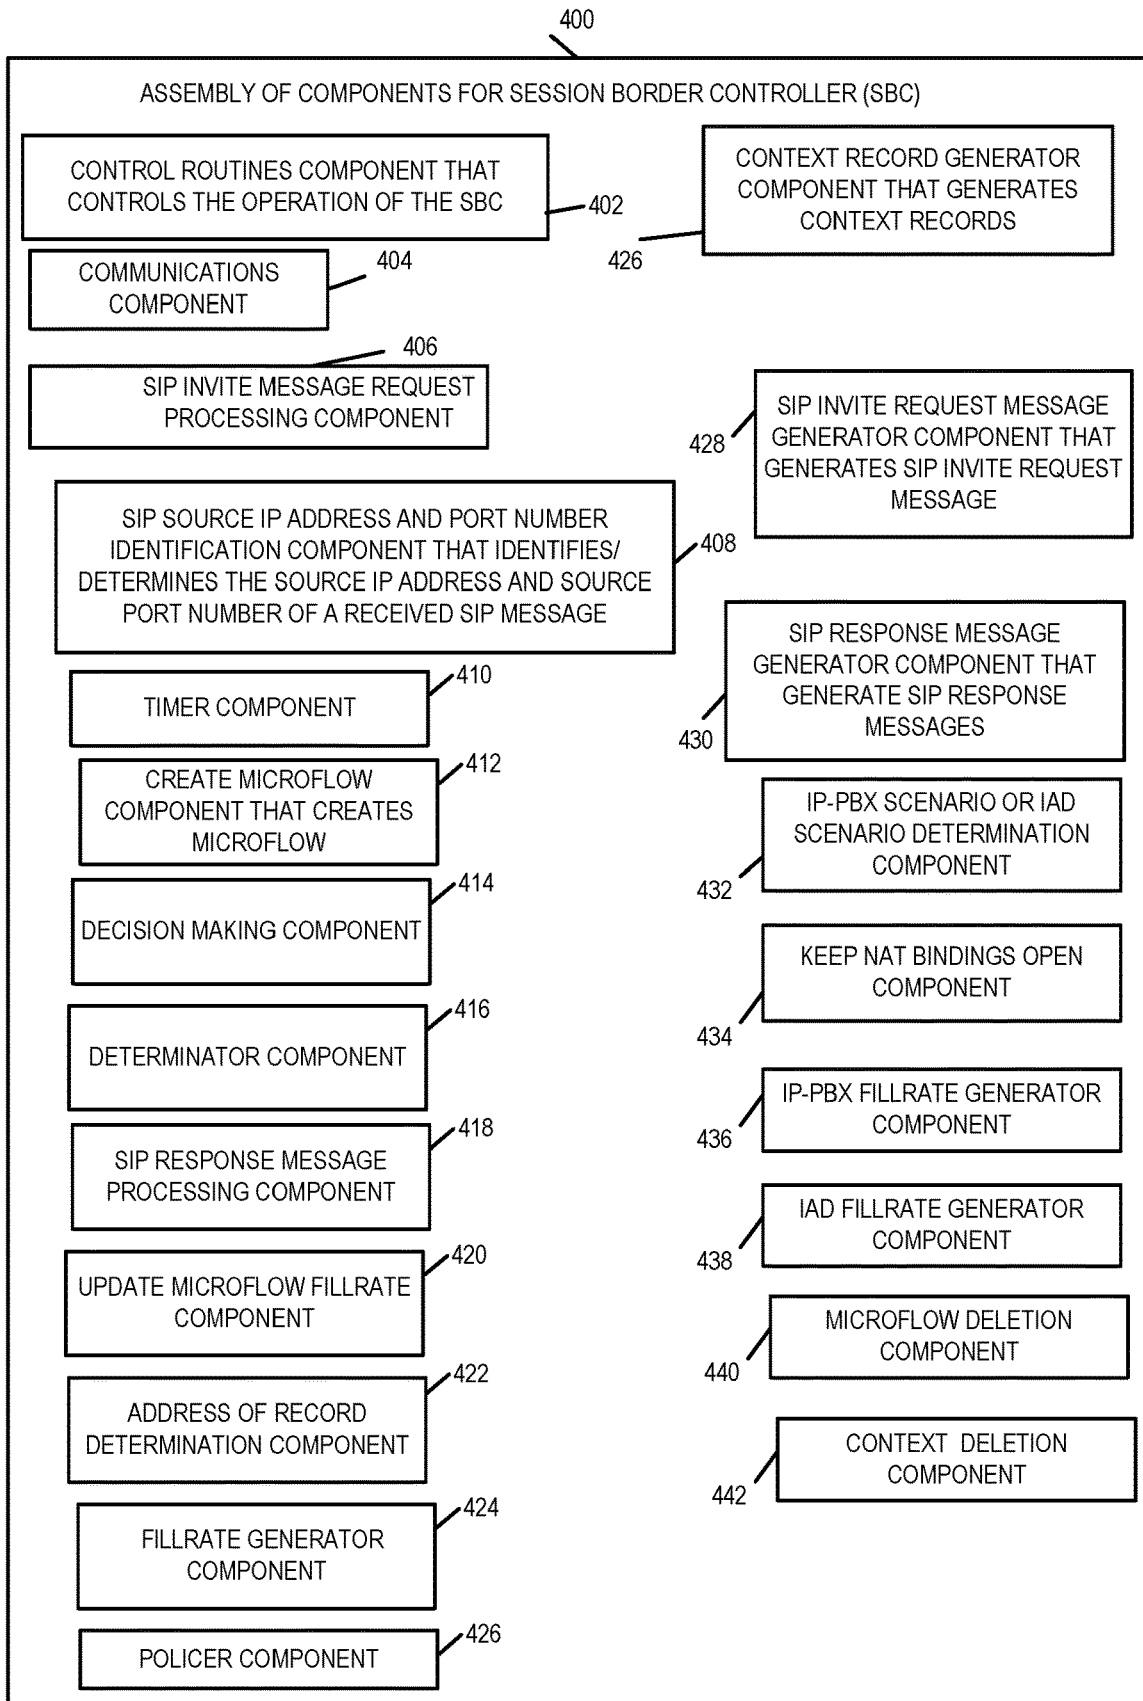 400
ASSEMBLY OF COMPONENTS FOR SESSION BORDER CONTROLLER (SBC)
CONTROL ROUTINES COMPONENT THAT
CONTROLS THE OPERATION OF THE SBC
402
COMMUNICATIONS
COMPONENT
404
406
SIP INVITE MESSAGE REQUEST
PROCESSING COMPONENT
SIP SOURCE IP ADDRESS AND PORT NUMBER
IDENTIFICATION COMPONENT THAT IDENTIFIES/
DETERMINES THE SOURCE IP ADDRESS AND SOURCE
PORT NUMBER OF A RECEIVED SIP MESSAGE
408
TIMER COMPONENT
410
CREATE MICROFLOW
COMPONENT THAT CREATES
MICROFLOW
412
DECISION MAKING COMPONENT
414
DETERMINATOR COMPONENT
416
SIP RESPONSE MESSAGE
PROCESSING COMPONENT
418
UPDATE MICROFLOW FILLRATE
COMPONENT
420
ADDRESS OF RECORD
DETERMINATION COMPONENT
422
FILLRATE GENERATOR
COMPONENT
424
POLICER COMPONENT
426
CONTEXT RECORD GENERATOR
COMPONENT THAT GENERATES
CONTEXT RECORDS
426
SIP INVITE REQUEST MESSAGE
GENERATOR COMPONENT THAT
GENERATES SIP INVITE REQUEST
MESSAGE
428
SIP RESPONSE MESSAGE
GENERATOR COMPONENT THAT
GENERATE SIP RESPONSE
MESSAGES
430
IP-PBX SCENARIO OR IAD
SCENARIO DETERMINATION
COMPONENT
432
KEEP NAT BINDINGS OPEN
COMPONENT
434
IP-PBX FILLRATE GENERATOR
COMPONENT
436
IAD FILLRATE GENERATOR
COMPONENT
438
MICROFLOW DELETION
COMPONENT
440
CONTEXT DELETION
COMPONENT
442